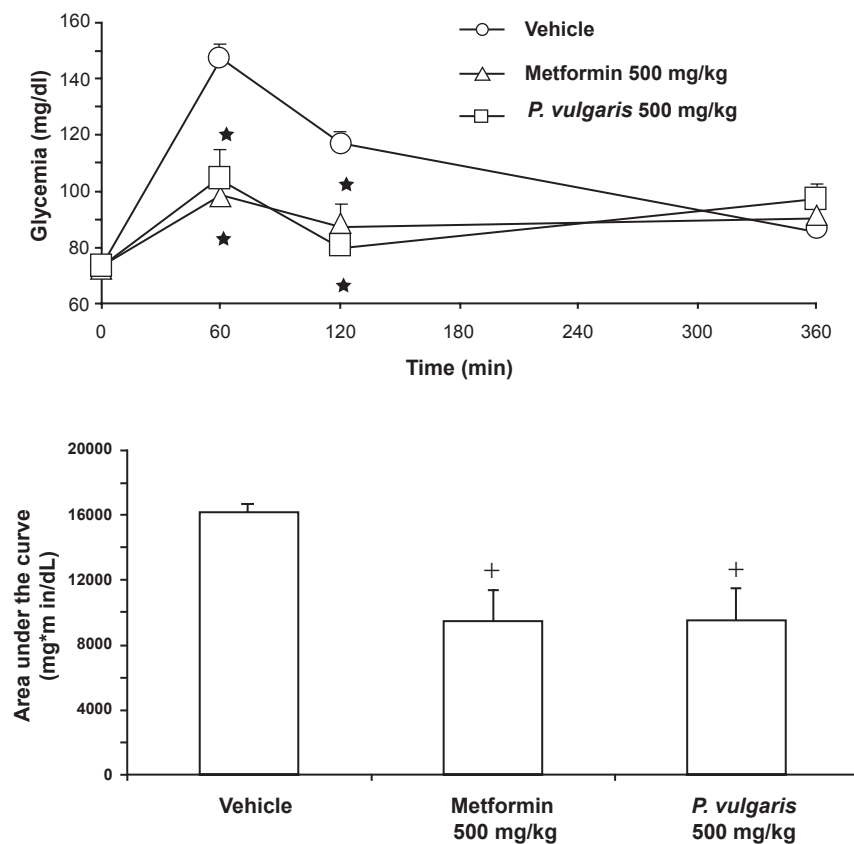 160
140
120
100
80
60
Glycemia (mg/dl)
Vehicle
Metformin 500 mg/kg
P. vulgaris 500 mg/kg
0 60 120 180 240 300 360
Time (min)
20000
16000
12000
8000
4000
0
Area under the curve
(mg*m in/dL)
+ +
Vehicle Metformin P. vulgaris
500 mg/kg 500 mg/kg